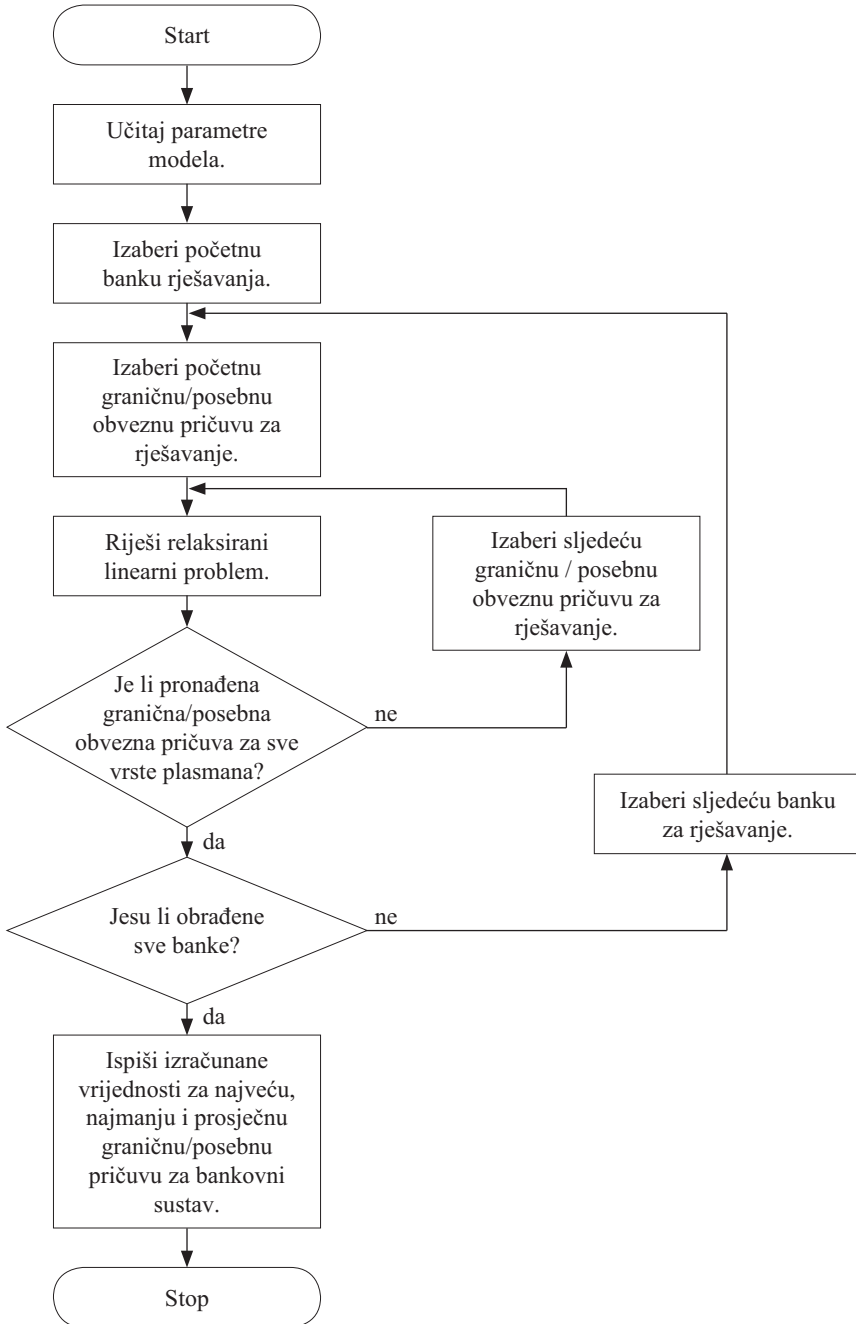 Start
Učitaj parametre
modela.
Izaberi početnu
banku rješavanja.
Izaberi početnu
graničnu/posebnu
obveznu pričuvu za
rješavanje.
Riješi relaksirani
linearni problem.
Izaberi sljedeću
graničnu / posebnu
obveznu pričuvu za
rješavanje.
Je li pronađena
granična/posebna
obvezna pričuva za sve
vrste plasmana?
ne
da
Izaberi sljedeću banku
za rješavanje.
Jesu li obrađene
sve banke?
ne
da
Ispiši izračunane
vrijednosti za najveću,
najmanju i prosječnu
graničnu/posebnu
pričuvu za bankovni
sustav.
Stop